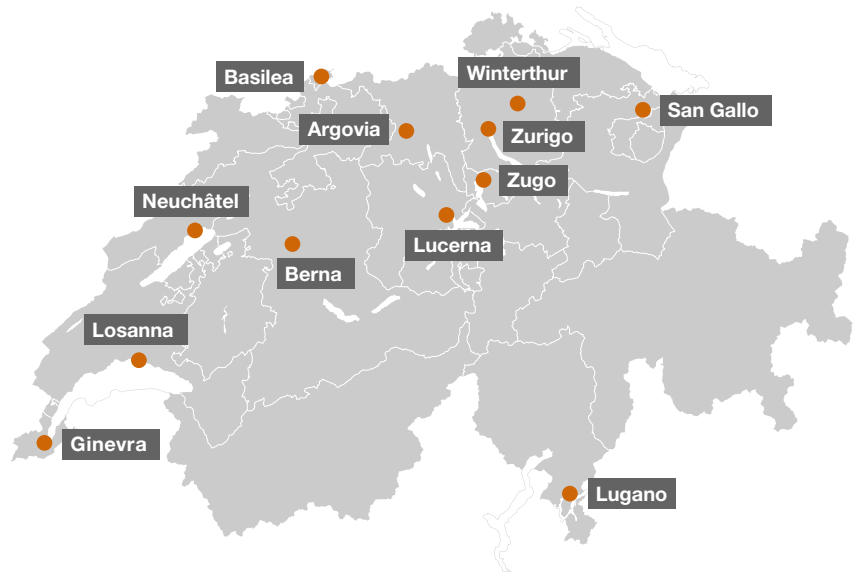 Winterthur
Basilea
San Gallo
Argovia
Zurigo
Zugo
Neuchâtel
Lucerna
Berna
Losanna
Ginevra
Lugano